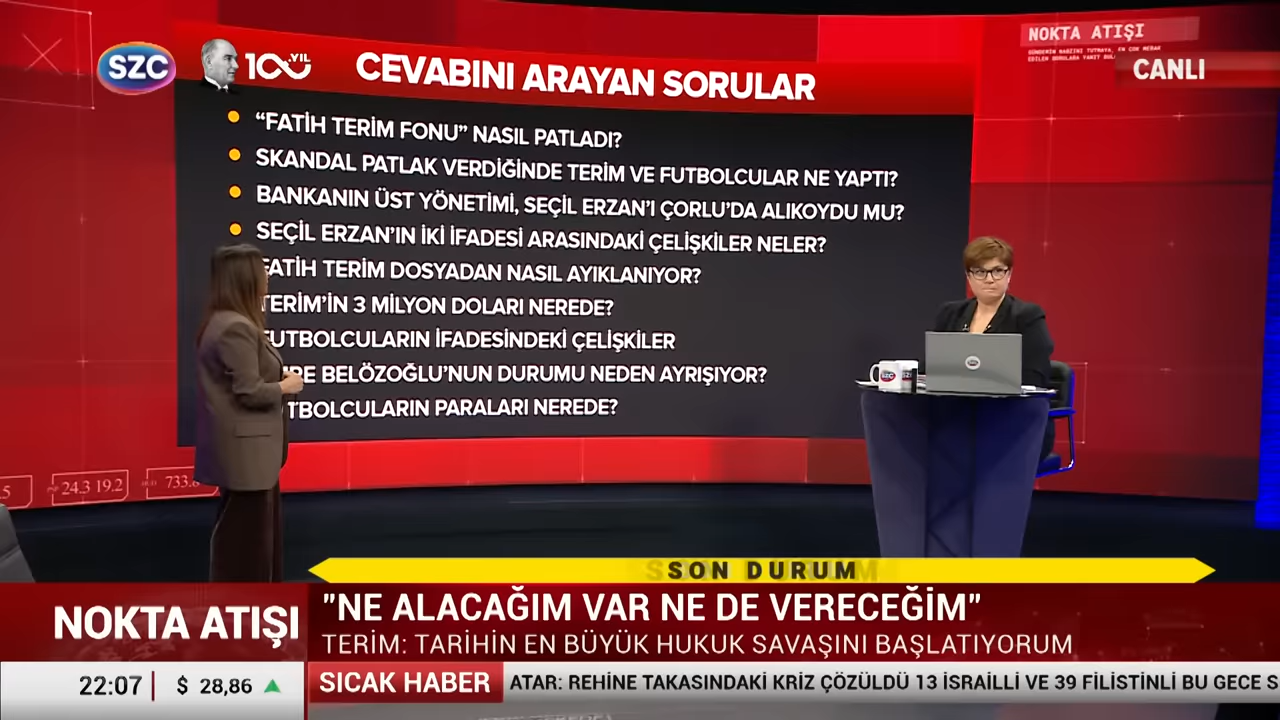 SZC
100.YIL
CEVABINI ARAYAN SORULAR
NOKTA ATIŞI
CANLI
"FATİH TERİM FONU" NASIL PATLADI?
SKANDAL PATLAK VERDİĞİNDE TERİM VE FUTBOLCULAR NE YAPTI?
BANKANIN ÜST YÖNETİMİ, SEÇİL ERZAN'I ÇORLU'DA ALIKOYDU MU?
SEÇİL ERZAN'IN İKİ İFADESİ ARASINDAKİ ÇELİŞKİLER NELER?
FATİH TERİM DOSYADAN NASIL AYIKLANIYOR?
TERİM'İN 3 MİLYON DOLARI NEREDE?
FUTBOLCULARIN İFADESİNDEKİ ÇELİŞKİLER
BELÖZOĞLU'NUN DURUMU NEDEN AYRIŞIYOR?
TBOLCULARIN PARALARI NEREDE?
24.3 19.2
733.
SZC
SON DURUM
NOKTA ATIŞI
"NE ALACAĞIM VAR NE DE VERECEĞİM"
TERİM: TARİHİN EN BÜYÜK HUKUK SAVAŞINI BAŞLATIYORUM
22:07 $ 28,86
SICAK HABER
ATAR: REHİNE TAKASINDAKİ KRİZ ÇÖZÜLDÜ 13 İSRAİLLİ VE 39 FİLİSTİNLİ BU GECE S